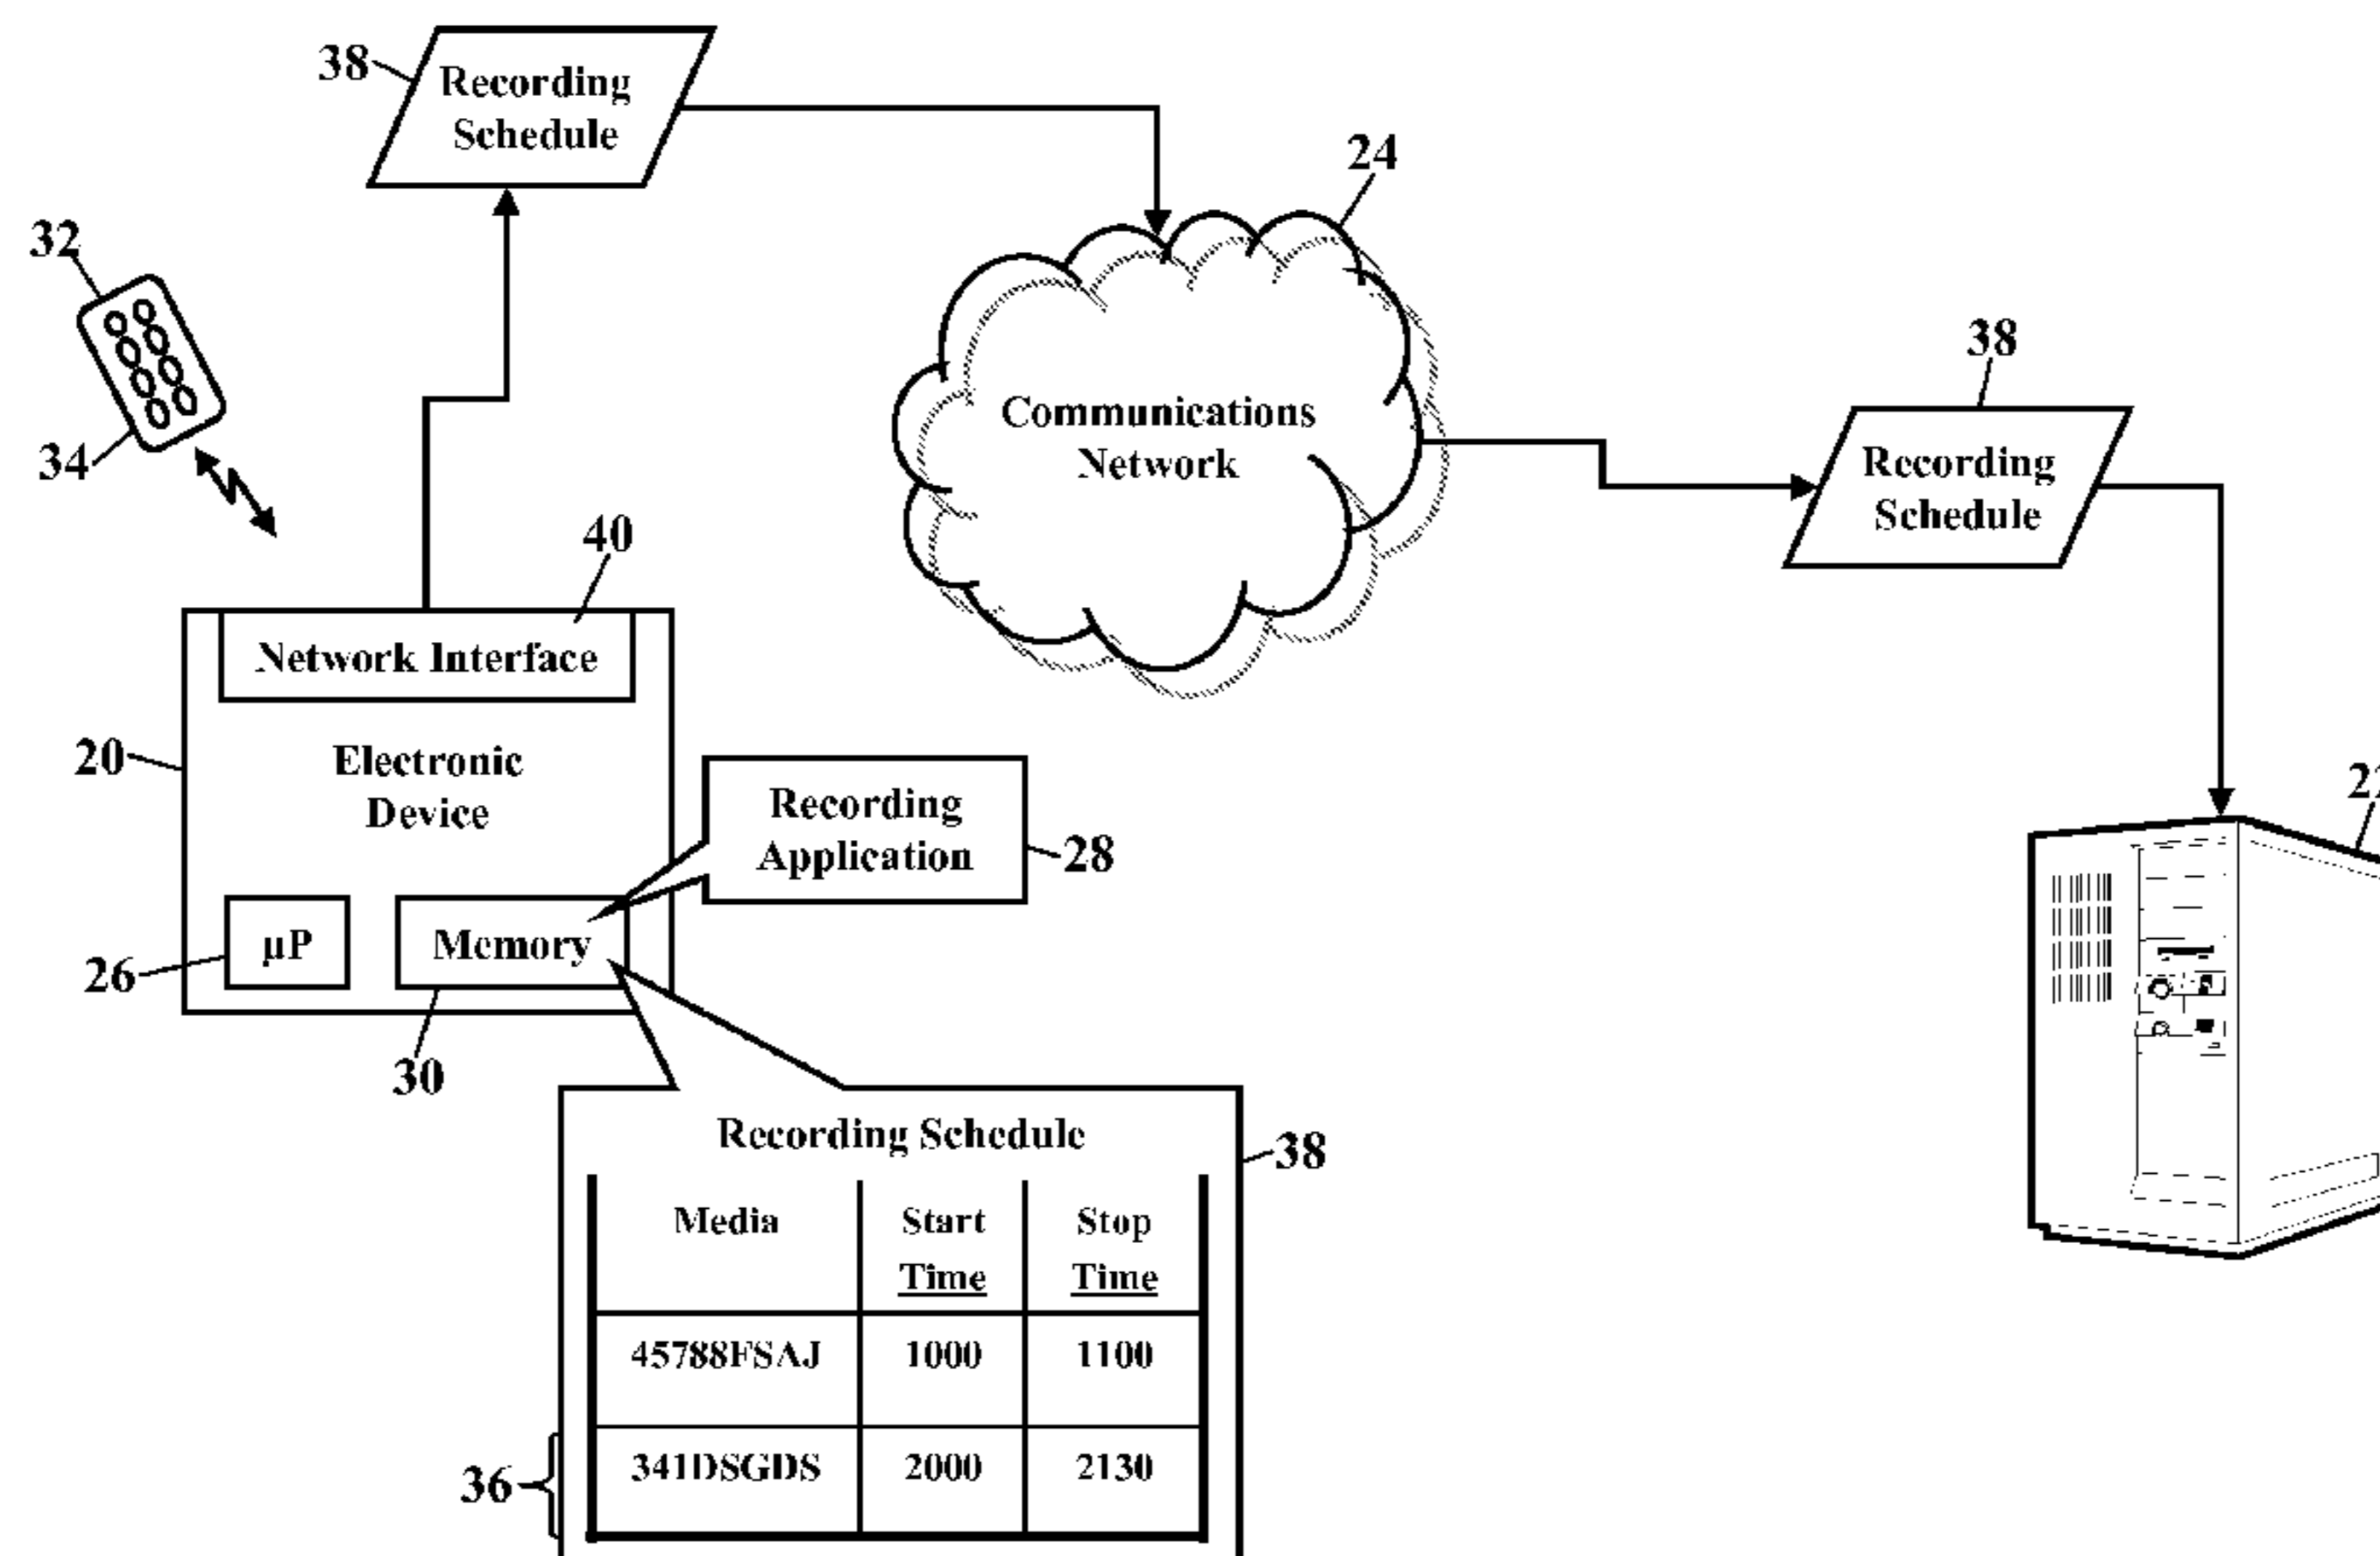 38
Recording
Schedule
24
32
34
38
Recording
Schedule
Communications
Network
40
Network Interface
20
Electronic
Device
Recording
Application
28
µP
Memory
26
30
Recording Schedule
38
Media Start Stop
Time Time
45788FSAJ 1000 1100
341DSGDS 2000 2130
36